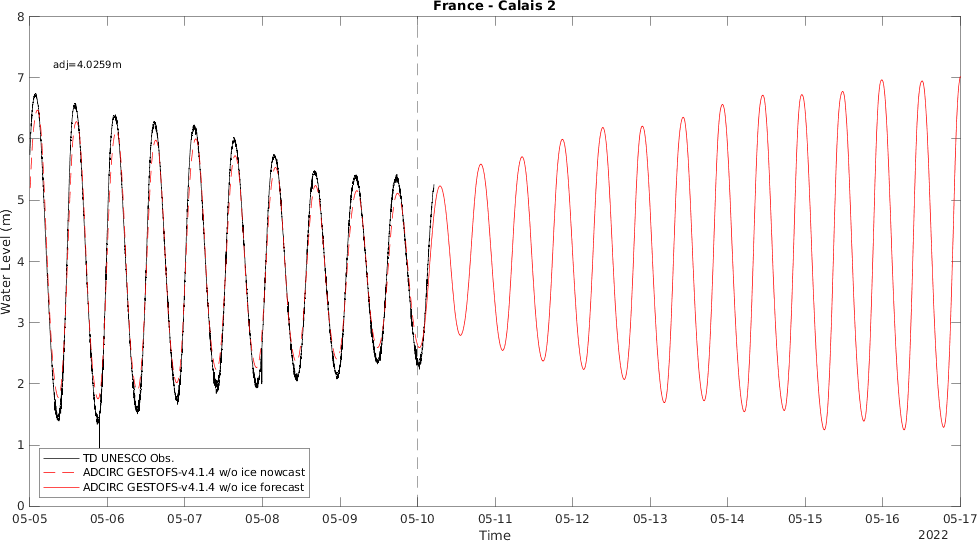 France - Calais 2
adj=4.0259m
8
7
6
5
4
3
2
1
0
Water Level (m)
TD UNESCO Obs.
ADCIRC GESTOFS-v4.1.4 w/o ice nowcast
ADCIRC GESTOFS-v4.1.4 w/o ice forecast
05-05 05-06 05-07 05-08 05-09 05-10 05-11 05-12 05-13 05-14 05-15 05-16 05-17
Time
2022